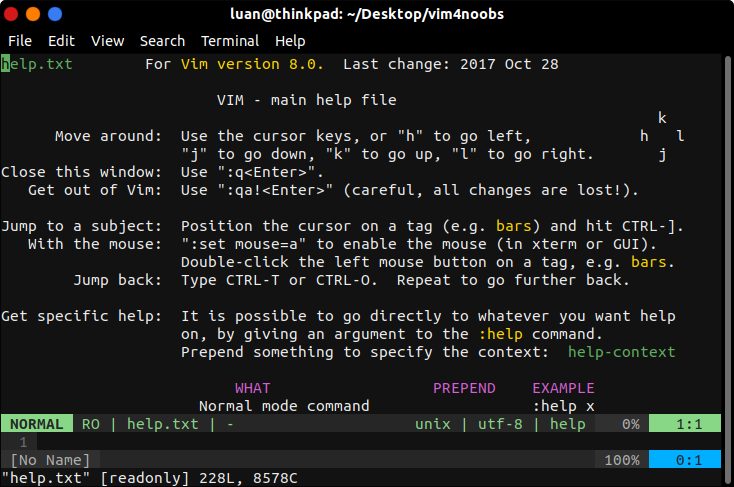 luan@thinkpad: ~/Desktop/vim4noobs
File Edit View Search Terminal Help
help.txt For Vim version 8.0. Last change: 2017 Oct 28
VIM - main help file
k
Move around: Use the cursor keys, or "h" to go left, h l
"j" to go down, "k" to go up, "l" to go right. j
Close this window: Use ":q<Enter>".
Get out of Vim: Use ":qa!<Enter>" (careful, all changes are lost!).
Jump to a subject: Position the cursor on a tag (e.g. bars) and hit CTRL-].
With the mouse: ":set mouse=a" to enable the mouse (in xterm or GUI).
Double-click the left mouse button on a tag, e.g. bars.
Jump back: Type CTRL-T or CTRL-O. Repeat to go further back.
Get specific help: It is possible to go directly to whatever you want help
on, by giving an argument to the :help command.
Prepend something to specify the context: help-context
WHAT PREPEND EXAMPLE
Normal mode command :help x
NORMAL RO | help.txt | - unix | utf-8 | help 0% 1:1
1
[No Name] 100% 0:1
"help.txt" [readonly] 228L, 8578C